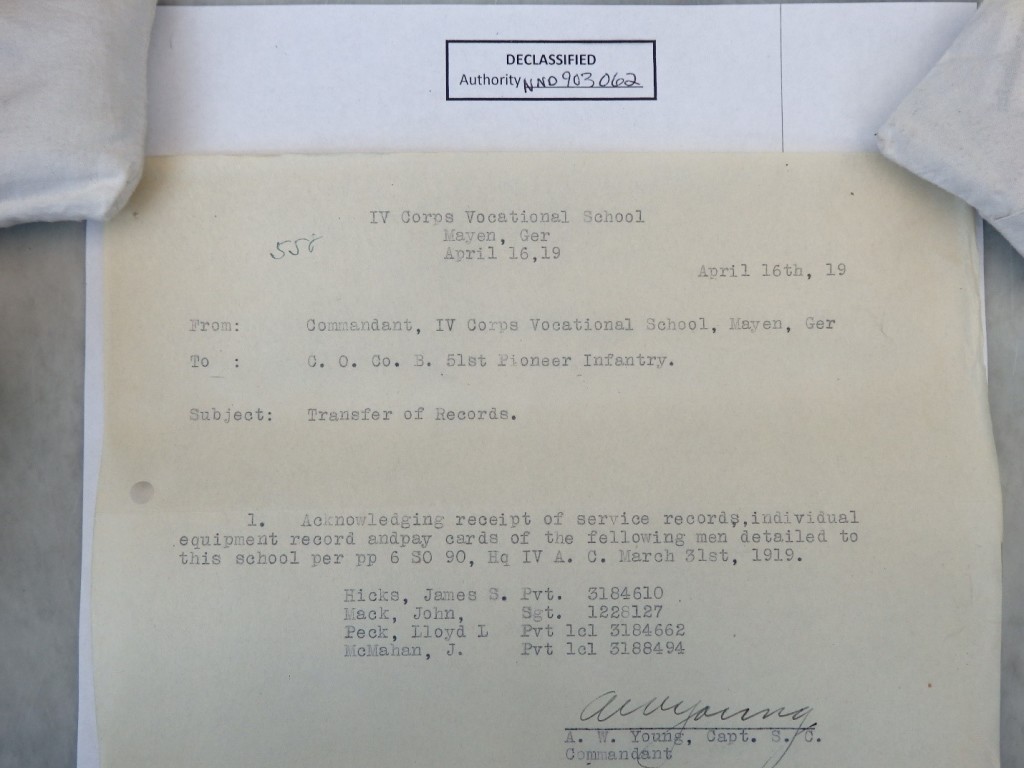 DECLASSIFIED
Authority NND 903062
IV Corps Vocational School
Mayen, Ger
April 16,19
558
April 16th, 19
From: Commandant, IV Corps Vocational School, Mayen, Ger
To : C. O. Co. B. 51st Pioneer Infantry.
Subject: Transfer of Records.
1. Acknowledging receipt of service records,individual
equipment record andpay cards of the fellowing men detailed to
this school per pp 6 SO 90, Hq IV A. C. March 31st, 1919.
Hicks, James S. Pvt. 3184610
Mack, John, Sgt. 1228127
Peck, Lloyd L Pvt lcl 3184662
McMahan, J. Pvt lcl 3188494
AWYoung
A. W. Young, Capt. S. C.
Commandant